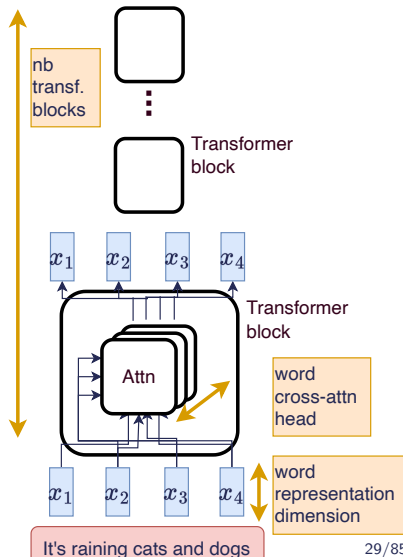 nb
transf.
blocks
Transformer
block
x1 x2 x3 x4
Transformer
block
Attn
word
cross-attn
head
x1 x2 x3 x4
word
representation
dimension
It's raining cats and dogs
29/85